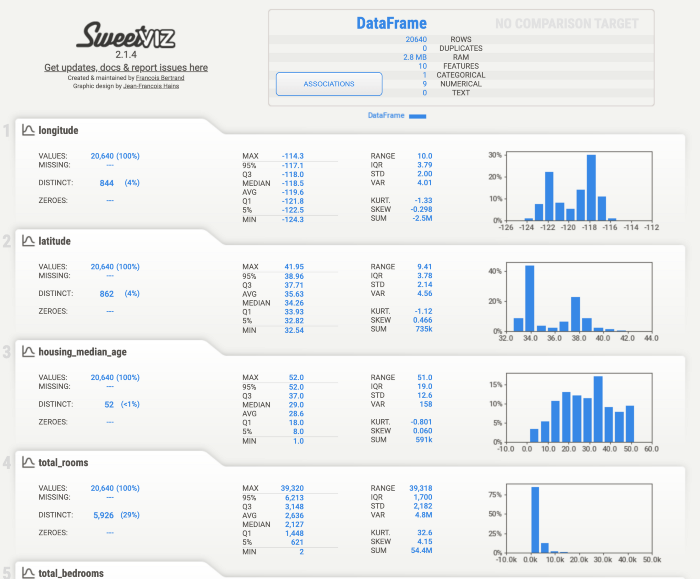 SweetVIZ
2.1.4
Get updates, docs & report issues here
Created & maintained by Francois Bertrand
Graphic design by Jean-Francois Hains
DataFrame NO COMPARISON TARGET
20640 ROWS
0 DUPLICATES
2.8 MB RAM
10 FEATURES
1 CATEGORICAL
9 NUMERICAL
0 TEXT
ASSOCIATIONS
DataFrame
1 longitude
VALUES: 20,640 (100%)
MISSING: ---
DISTINCT: 844 (4%)
ZEROES: ---
MAX -114.3
95% -117.1
Q3 -118.0
MEDIAN -118.5
AVG -119.6
Q1 -121.8
5% -122.5
MIN -124.3
RANGE 10.0
IQR 3.79
STD 2.00
VAR 4.01
KURT. -1.33
SKEW -0.298
SUM -2.5M
30%
20%
10%
0%
-126 -124 -122 -120 -118 -116 -114 -112
2 latitude
VALUES: 20,640 (100%)
MISSING: ---
DISTINCT: 862 (4%)
ZEROES: ---
MAX 41.95
95% 38.96
Q3 37.71
AVG 35.63
MEDIAN 34.26
Q1 33.93
5% 32.82
MIN 32.54
RANGE 9.41
IQR 3.78
STD 2.14
VAR 4.56
KURT. -1.12
SKEW 0.466
SUM 735k
40%
20%
0%
32.0 34.0 36.0 38.0 40.0 42.0 44.0
3 housing_median_age
VALUES: 20,640 (100%)
MISSING: ---
DISTINCT: 52 (<1%)
ZEROES: ---
MAX 52.0
95% 52.0
Q3 37.0
MEDIAN 29.0
AVG 28.6
Q1 18.0
5% 8.0
MIN 1.0
RANGE 51.0
IQR 19.0
STD 12.6
VAR 158
KURT. -0.801
SKEW 0.060
SUM 591k
15%
10%
5%
0%
-10.0 0.0 10.0 20.0 30.0 40.0 50.0 60.0
4 total_rooms
VALUES: 20,640 (100%)
MISSING: ---
DISTINCT: 5,926 (29%)
ZEROES: ---
MAX 39,320
95% 6,213
Q3 3,148
AVG 2,636
MEDIAN 2,127
Q1 1,448
5% 621
MIN 2
RANGE 39,318
IQR 1,700
STD 2,182
VAR 4.8M
KURT. 32.6
SKEW 4.15
SUM 54.4M
75%
50%
25%
0%
-10.0k 0.0k 10.0k 20.0k 30.0k 40.0k 50.0k
5 total_bedrooms